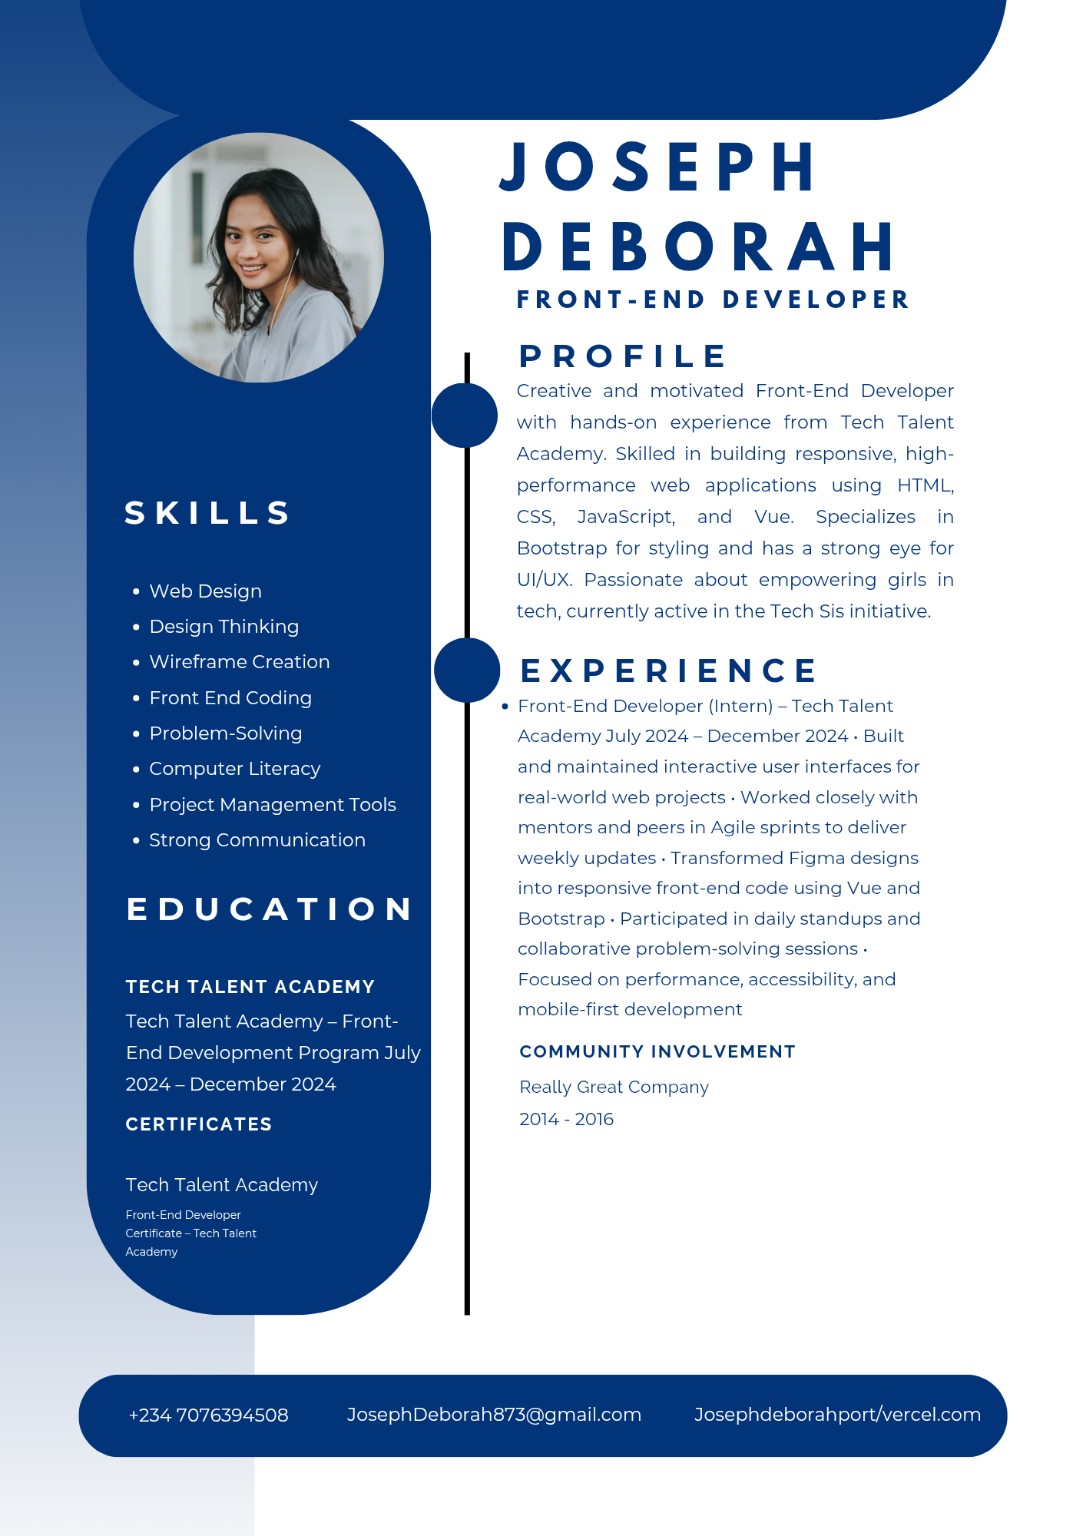 JOSEPH
DEBORAH
FRONT-END DEVELOPER
PROFILE
Creative and motivated Front-End Developer
with hands-on experience from Tech Talent
Academy. Skilled in building responsive, high-
performance web applications using HTML,
CSS, JavaScript, and Vue. Specializes in
Bootstrap for styling and has a strong eye for
UI/UX. Passionate about empowering girls in
tech, currently active in the Tech Sis initiative.
EXPERIENCE
• Front-End Developer (Intern) – Tech Talent
Academy July 2024 – December 2024 • Built
and maintained interactive user interfaces for
real-world web projects • Worked closely with
mentors and peers in Agile sprints to deliver
weekly updates • Transformed Figma designs
into responsive front-end code using Vue and
Bootstrap • Participated in daily standups and
collaborative problem-solving sessions •
Focused on performance, accessibility, and
mobile-first development
COMMUNITY INVOLVEMENT
Really Great Company
2014 - 2016
SKILLS
• Web Design
• Design Thinking
• Wireframe Creation
• Front End Coding
• Problem-Solving
• Computer Literacy
• Project Management Tools
• Strong Communication
EDUCATION
TECH TALENT ACADEMY
Tech Talent Academy – Front-
End Development Program July
2024 – December 2024
CERTIFICATES
Tech Talent Academy
Front-End Developer
Certificate – Tech Talent
Academy
+234 7076394508
JosephDeborah873@gmail.com
Josephdeborahport/vercel.com